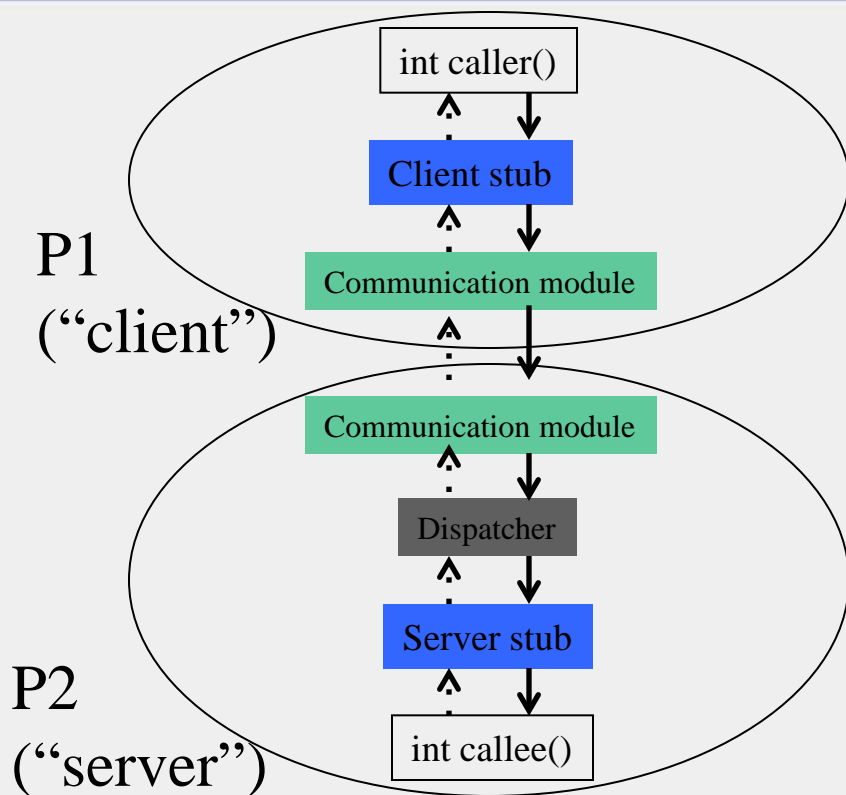 int caller()
Client stub
P1
(“client”)
Communication module
Communication module
Dispatcher
Server stub
P2
(“server”)
int callee()